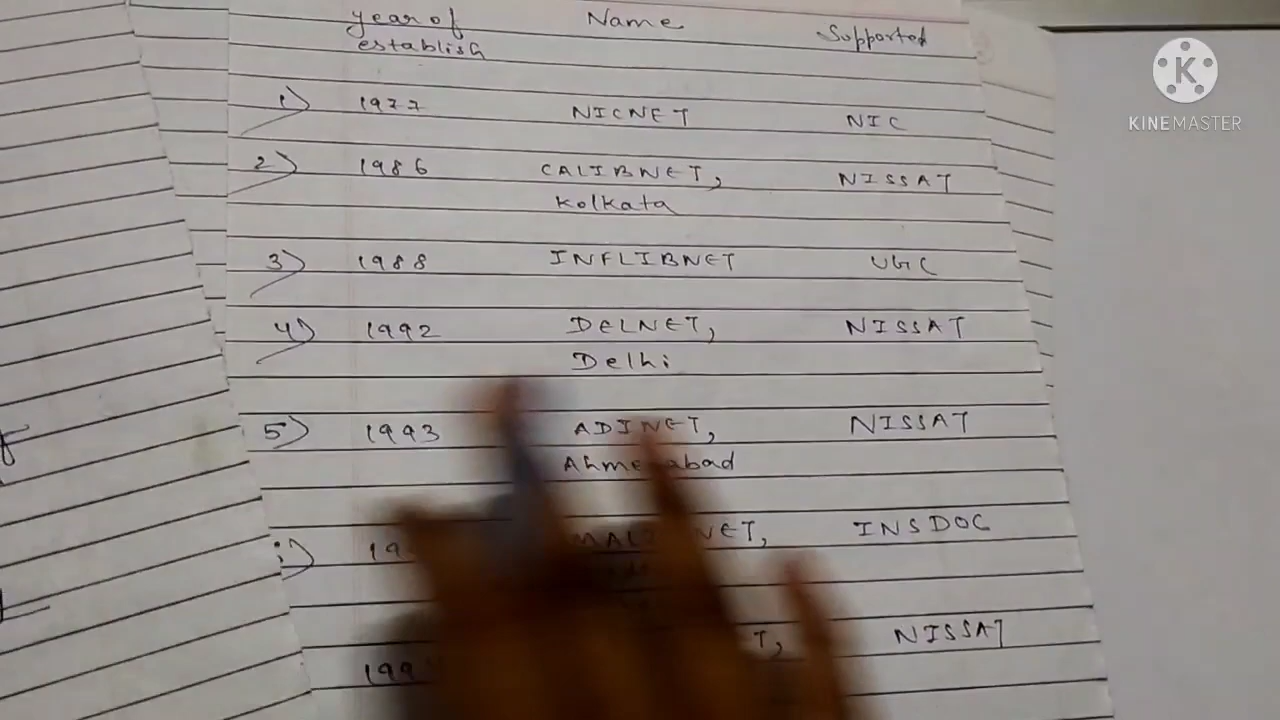 year of Name Supported
establish
1) 1977 NICNET NIC
2) 1986 CALIBNET, NISSAT
Kolkata
3) 1988 INFLIBNET UGC
4) 1992 DELNET, NISSAT
Delhi
5) 1993 ADINET, NISSAT
INSDOC
NISSAT
K
KINEMASTER